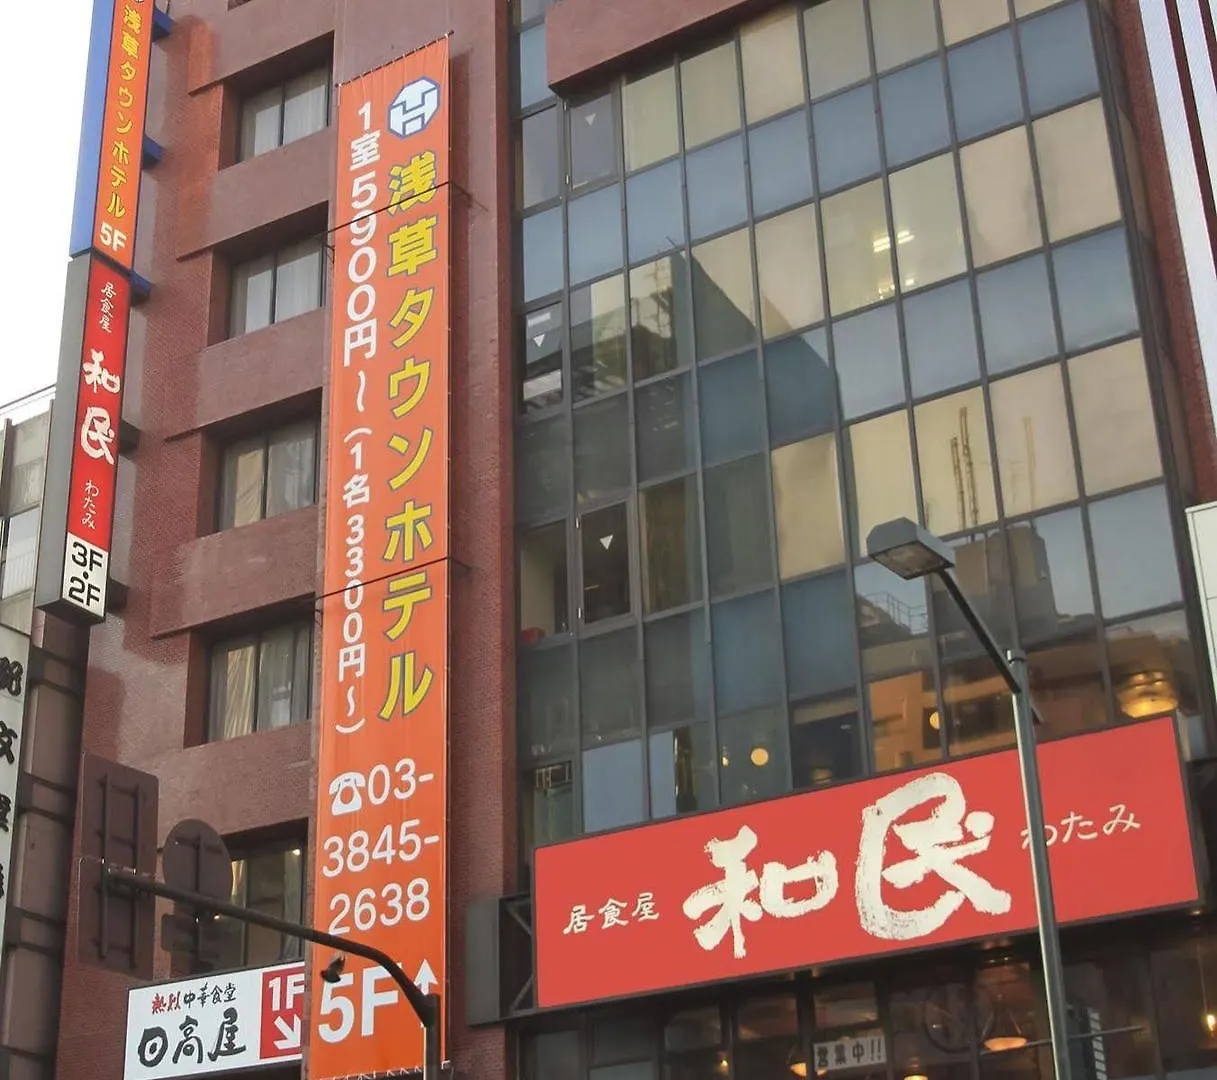 浅草タウンホテル
5F
居食屋
和民
わたみ
3F・2F
浅草タウンホテル
1室5900円～(1名3300円～)
☎03-
3845-
2638
5F↑
熱烈中華食堂
日高屋
1F
居食屋 和民 わたみ
営業中!!